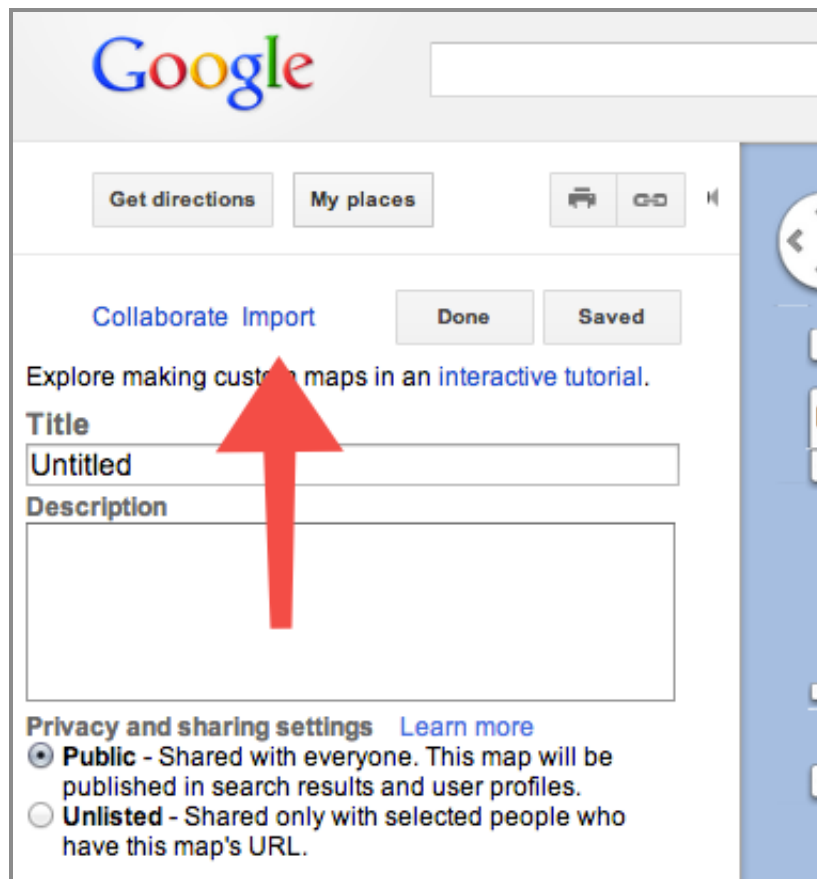 Google
Get directions My places
Collaborate Import Done Saved
Explore making custom maps in an interactive tutorial.
Title
Untitled
Description
Privacy and sharing settings Learn more
Public - Shared with everyone. This map will be
published in search results and user profiles.
Unlisted - Shared only with selected people who
have this map's URL.